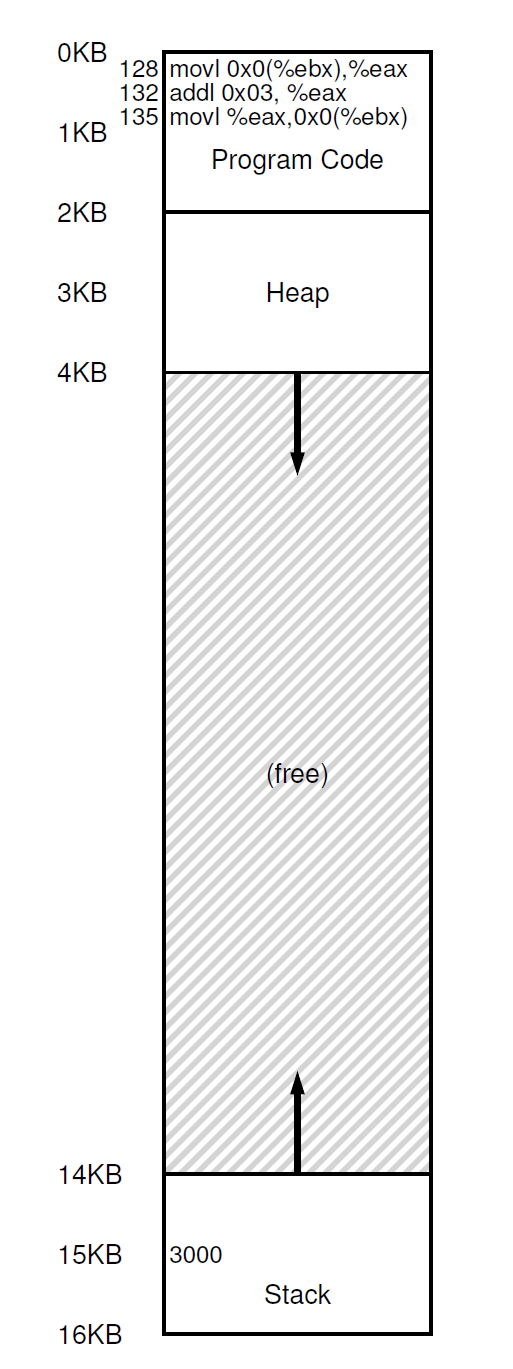 0KB
128 movl 0x0(%ebx),%eax
132 addl 0x03, %eax
135 movl %eax,0x0(%ebx)
1KB
Program Code
2KB
3KB Heap
4KB
(free)
14KB
15KB 3000
Stack
16KB